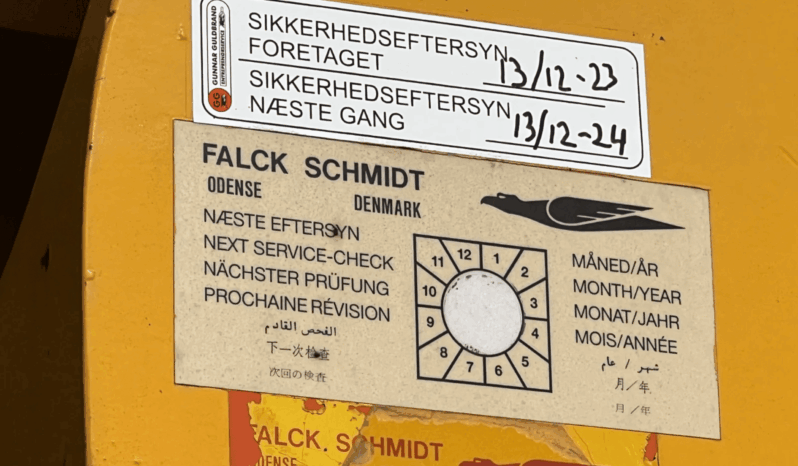 GUNNAR GULDBRAND
ENTREPRENØRSERVICE
GG
SIKKERHEDSEFTERSYN
FORETAGET 13/12-23
SIKKERHEDSEFTERSYN
NÆSTE GANG 13/12-24
FALCK SCHMIDT
ODENSE DENMARK
NÆSTE EFTERSYN
NEXT SERVICE-CHECK
NÄCHSTER PRÜFUNG
PROCHAINE RÉVISION
الفحص القادم
下一次检查
次回の検査
12 1 2 3 4 5 6 7 8 9 10 11
MÅNED/ÅR
MONTH/YEAR
MONAT/JAHR
MOIS/ANNÉE
شهر / عام
月／年
月／年
FALCK SCHMIDT
ODENSE